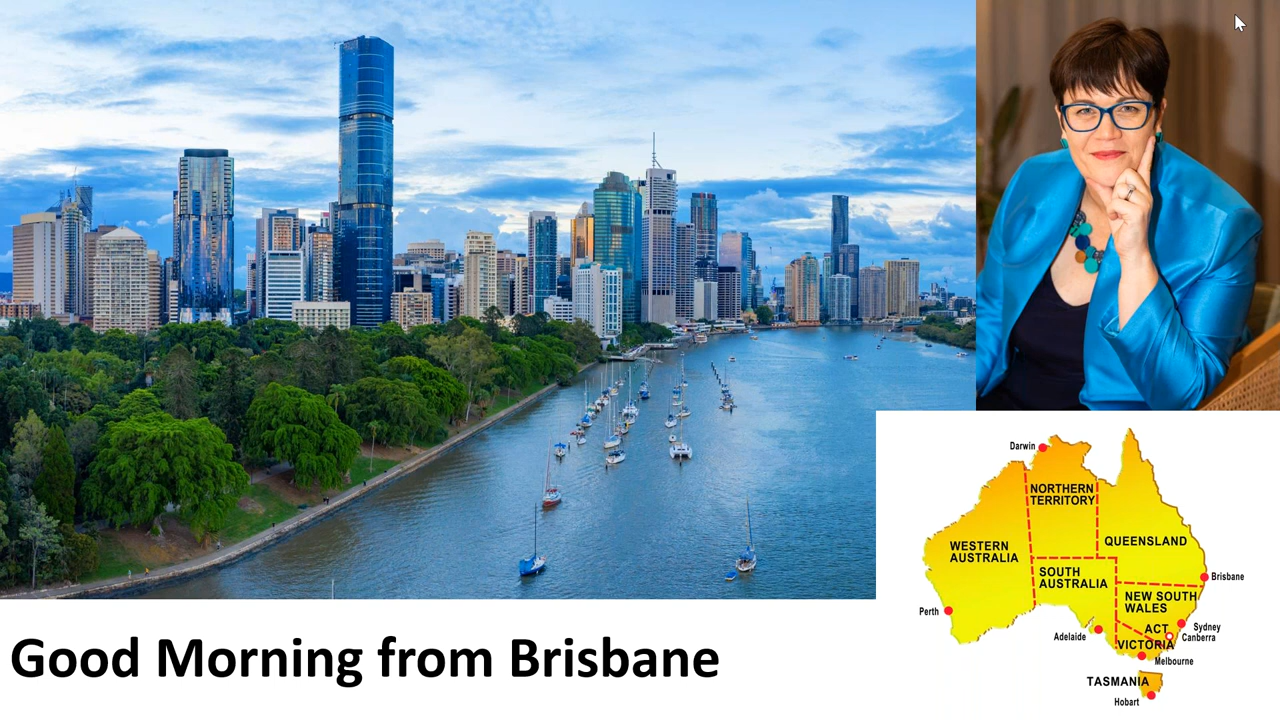 Good Morning from Brisbane
Darwin
NORTHERN
TERRITORY
QUEENSLAND
WESTERN
AUSTRALIA
SOUTH
AUSTRALIA
Brisbane
NEW SOUTH
WALES
Perth
ACT
Sydney
Adelaide
Canberra
VICTORIA
Melbourne
TASMANIA
Hobart